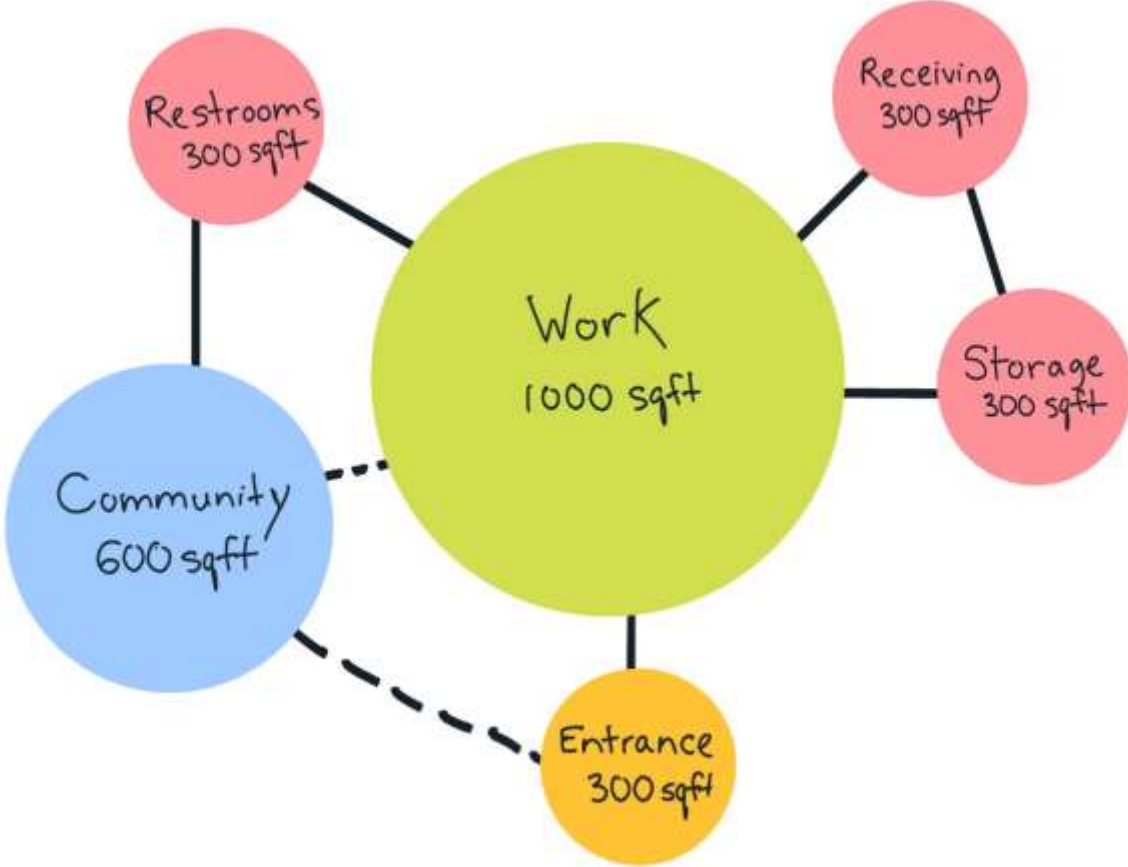 Restrooms
300 sqft
Receiving
300 sqft
Work
1000 sqft
Storage
300 sqft
Community
600 sqft
Entrance
300 sqft